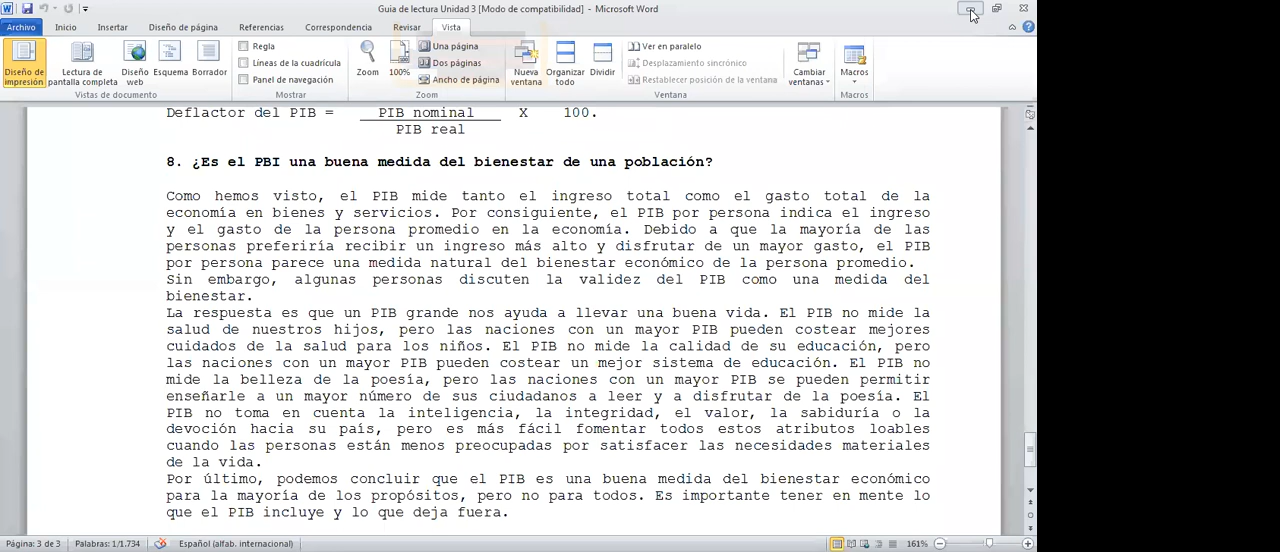 Guia de lectura Unidad 3 [Modo de compatibilidad] - Microsoft Word
Archivo Inicio Insertar Diseño de página Referencias Correspondencia Revisar Vista
Diseño de impresión
Lectura de pantalla completa
Diseño web
Esquema
Borrador
Vistas de documento
Regla
Líneas de la cuadrícula
Panel de navegación
Mostrar
Zoom
100%
Una página
Dos páginas
Ancho de página
Zoom
Nueva ventana
Organizar todo
Dividir
Ver en paralelo
Desplazamiento sincrónico
Restablecer posición de la ventana
Ventana
Cambiar ventanas
Macros
Macros
Deflactor del PIB = PIB nominal X 100.
PIB real
8. ¿Es el PBI una buena medida del bienestar de una población?
Como hemos visto, el PIB mide tanto el ingreso total como el gasto total de la
economía en bienes y servicios. Por consiguiente, el PIB por persona indica el ingreso
y el gasto de la persona promedio en la economía. Debido a que la mayoría de las
personas preferiría recibir un ingreso más alto y disfrutar de un mayor gasto, el PIB
por persona parece una medida natural del bienestar económico de la persona promedio.
Sin embargo, algunas personas discuten la validez del PIB como una medida del
bienestar.
La respuesta es que un PIB grande nos ayuda a llevar una buena vida. El PIB no mide la
salud de nuestros hijos, pero las naciones con un mayor PIB pueden costear mejores
cuidados de la salud para los niños. El PIB no mide la calidad de su educación, pero
las naciones con un mayor PIB pueden costear un mejor sistema de educación. El PIB no
mide la belleza de la poesía, pero las naciones con un mayor PIB se pueden permitir
enseñarle a un mayor número de sus ciudadanos a leer y a disfrutar de la poesía. El
PIB no toma en cuenta la inteligencia, la integridad, el valor, la sabiduría o la
devoción hacia su país, pero es más fácil fomentar todos estos atributos loables
cuando las personas están menos preocupadas por satisfacer las necesidades materiales
de la vida.
Por último, podemos concluir que el PIB es una buena medida del bienestar económico
para la mayoría de los propósitos, pero no para todos. Es importante tener en mente lo
que el PIB incluye y lo que deja fuera.
Página: 3 de 3 Palabras: 1/1.734 Español (alfab. internacional) 161%